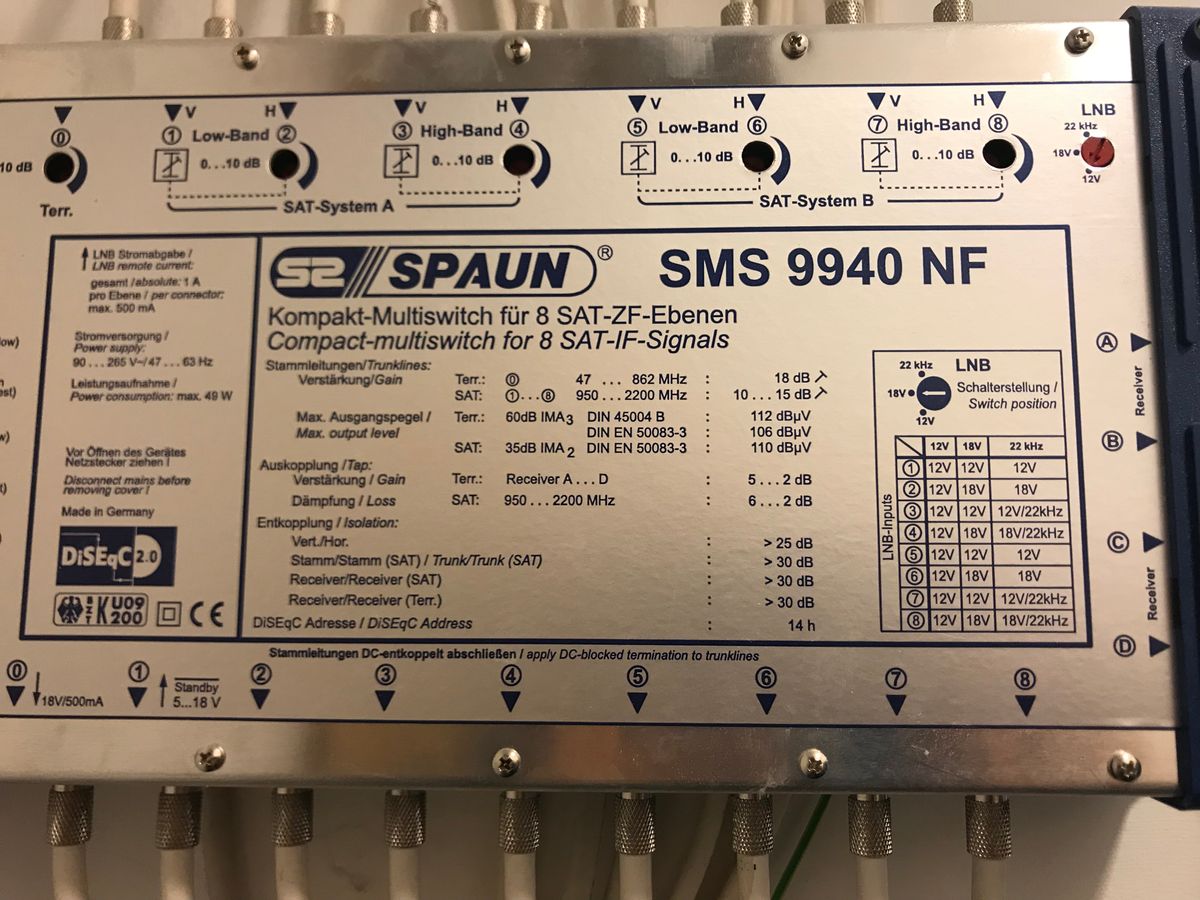 0 V 1 Low-Band H 2 V 3 High-Band H 4 V 5 Low-Band H 6 V 7 High-Band H 8 LNB
10 dB 0...10 dB 0...10 dB 0...10 dB 0...10 dB 22 kHz
18V
12V
Terr. SAT-System A SAT-System B
LNB Stromabgabe /
LNB remote current:
gesamt /absolute: 1 A
pro Ebene / per connector:
max. 500 mA
Stromversorgung /
Power supply:
90 ... 265 V~/47 ... 63 Hz
Leistungsaufnahme /
Power consumption: max. 49 W
Vor Öffnen des Gerätes
Netzstecker ziehen !
Disconnect mains before
removing cover !
Made in Germany
DiSEqC 2.0
BZT K U09 200 CE
SPAUN ® SMS 9940 NF
Kompakt-Multiswitch für 8 SAT-ZF-Ebenen
Compact-multiswitch for 8 SAT-IF-Signals
Stammleitungen/Trunklines:
Verstärkung/Gain Terr.: 0 47 ... 862 MHz : 18 dB
SAT: 1...8 950 ... 2200 MHz : 10 ... 15 dB
Max. Ausgangspegel / Terr.: 60dB IMA3 DIN 45004 B : 112 dBµV
Max. output level DIN EN 50083-3 : 106 dBµV
SAT: 35dB IMA2 DIN EN 50083-3 : 110 dBµV
Auskopplung /Tap:
Verstärkung / Gain Terr.: Receiver A ... D : 5 ... 2 dB
Dämpfung / Loss SAT: 950 ... 2200 MHz : 6 ... 2 dB
Entkopplung / Isolation:
Vert./Hor. : > 25 dB
Stamm/Stamm (SAT) / Trunk/Trunk (SAT) : > 30 dB
Receiver/Receiver (SAT) : > 30 dB
Receiver/Receiver (Terr.) : > 30 dB
DiSEqC Adresse / DiSEqC Address : 14 h
22 kHz LNB
18V
12V
Schalterstellung /
Switch position
LNB-Inputs
12V 18V 22 kHz
1 12V 12V 12V
2 12V 18V 18V
3 12V 12V 12V/22kHz
4 12V 18V 18V/22kHz
5 12V 12V 12V
6 12V 18V 18V
7 12V 12V 12V/22kHz
8 12V 18V 18V/22kHz
A
Receiver
B
C
Receiver
D
Stammleitungen DC-entkoppelt abschließen / apply DC-blocked termination to trunklines
0 1 2 3 4 5 6 7 8
18V/500mA Standby
5...18 V